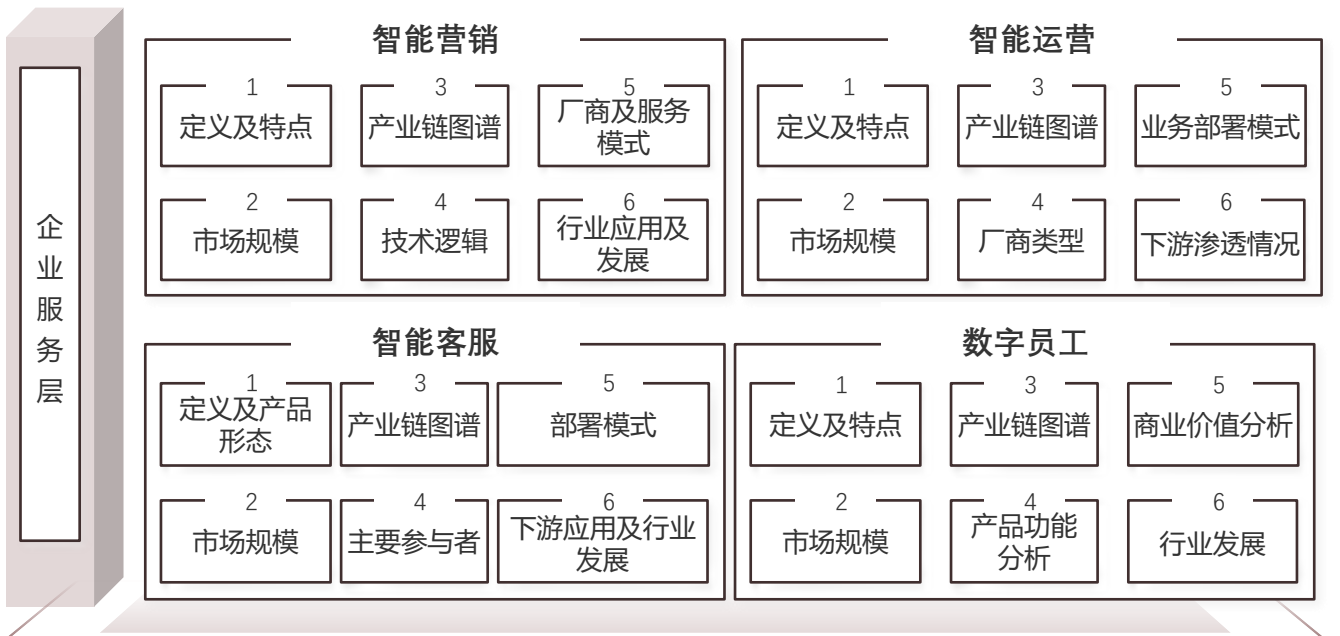 企
业
服
务
层
智能营销
1
定义及特点
3
产业链图谱
5
厂商及服务
模式
2
市场规模
4
技术逻辑
6
行业应用及
发展
智能运营
1
定义及特点
3
产业链图谱
5
业务部署模式
2
市场规模
4
厂商类型
6
下游渗透情况
智能客服
1
定义及产品
形态
3
产业链图谱
5
部署模式
2
市场规模
4
主要参与者
6
下游应用及行业
发展
数字员工
1
定义及特点
3
产业链图谱
5
商业价值分析
2
市场规模
4
产品功能
分析
6
行业发展